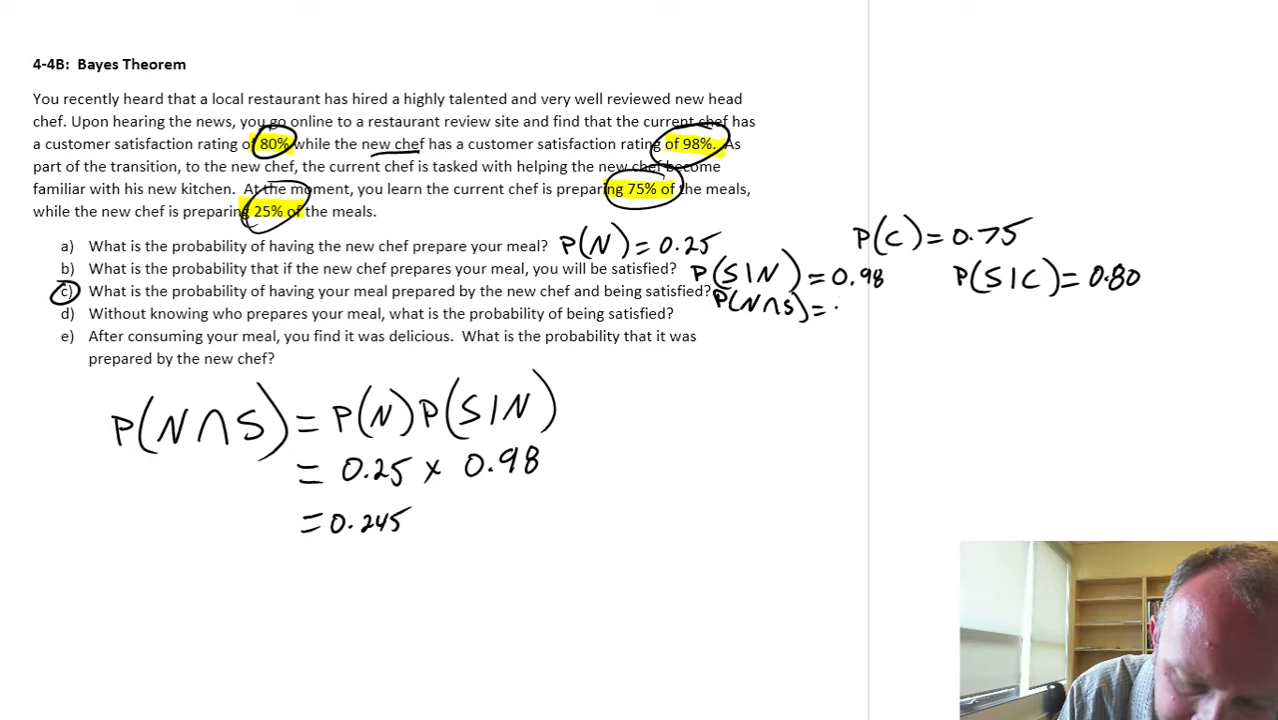 4-4B: Bayes Theorem
You recently heard that a local restaurant has hired a highly talented and very well reviewed new head
chef. Upon hearing the news, you go online to a restaurant review site and find that the current chef has
a customer satisfaction rating of 80% while the new chef has a customer satisfaction rating of 98%. As
part of the transition, to the new chef, the current chef is tasked with helping the new chef become
familiar with his new kitchen. At the moment, you learn the current chef is preparing 75% of the meals,
while the new chef is preparing 25% of the meals.
a) What is the probability of having the new chef prepare your meal? P(N) = 0.25 P(C) = 0.75
b) What is the probability that if the new chef prepares your meal, you will be satisfied? P(S|N) = 0.98 P(S|C) = 0.80
c) What is the probability of having your meal prepared by the new chef and being satisfied? P(N∩S) =
d) Without knowing who prepares your meal, what is the probability of being satisfied?
e) After consuming your meal, you find it was delicious. What is the probability that it was
prepared by the new chef?
P(N∩S) = P(N)P(S|N)
= 0.25 × 0.98
= 0.245